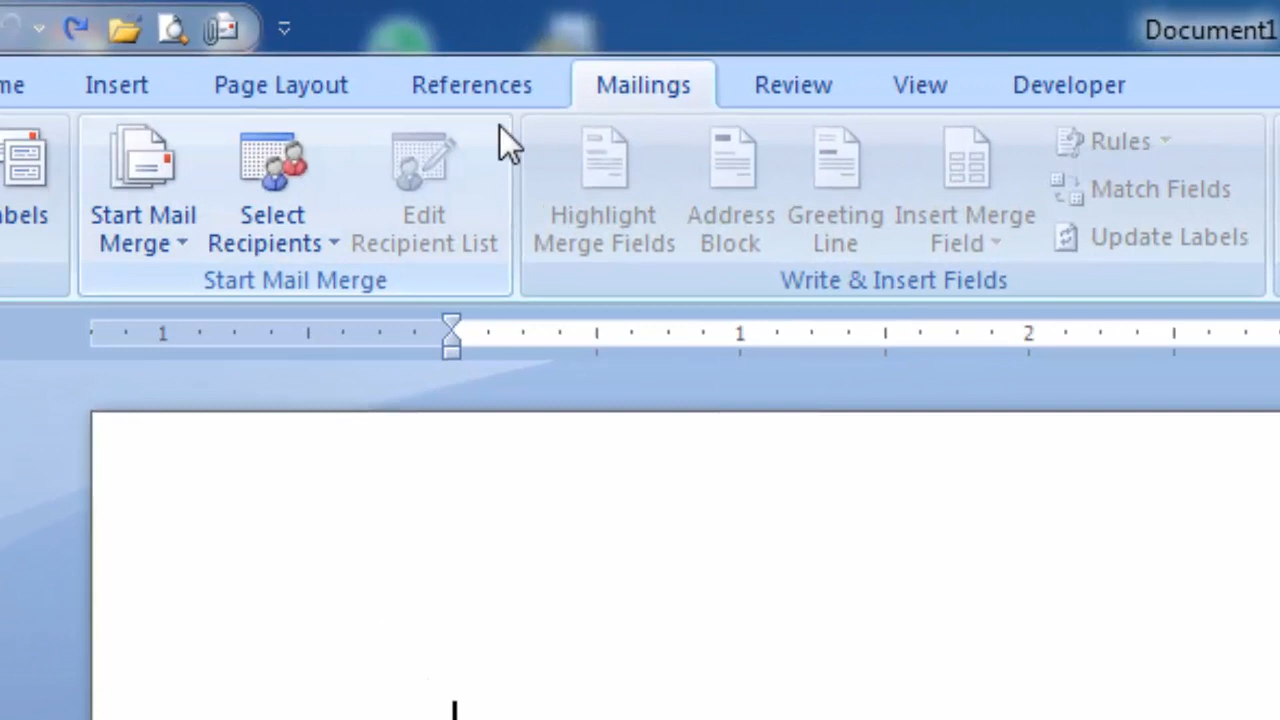 Document1
me Insert Page Layout References Mailings Review View Developer
abels
Start Mail Merge
Select Recipients
Edit Recipient List
Start Mail Merge
Highlight Merge Fields
Address Block
Greeting Line
Insert Merge Field
Rules
Match Fields
Update Labels
Write & Insert Fields
1 1 2